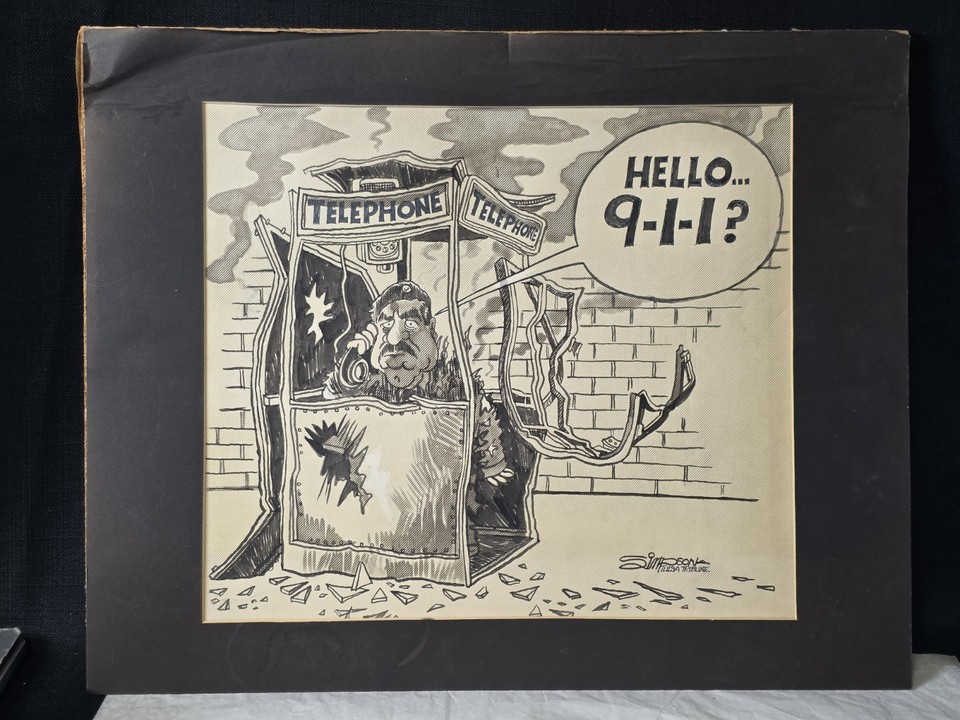 TELEPHONE
TELEPHONE
HELLO...
9-1-1?
SIMPSON
TULSA TRIBUNE